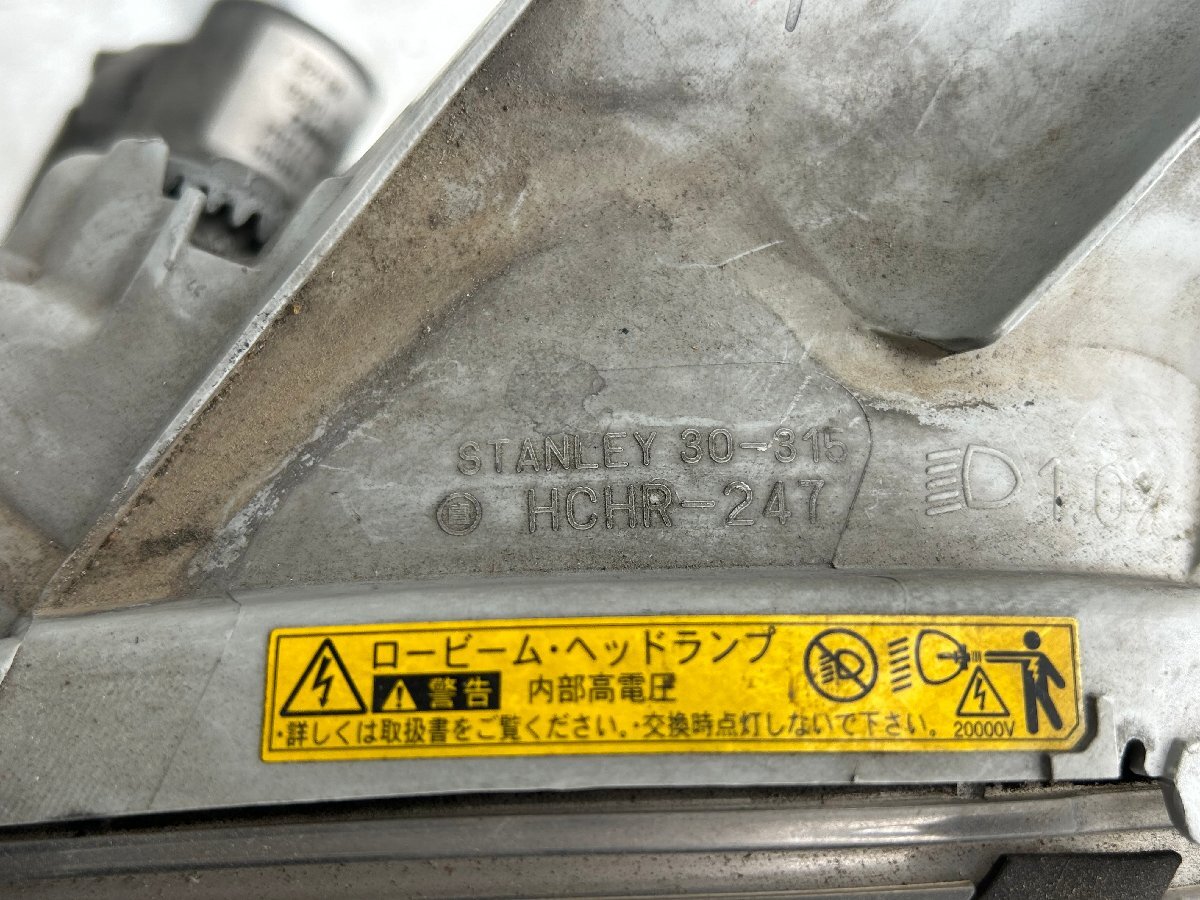 STANLEY 30-315
直 HCHR-247
1.0%
ロービーム・ヘッドランプ
警告 内部高電圧
・詳しくは取扱書をご覧ください。・交換時点灯しないで下さい。
20000V